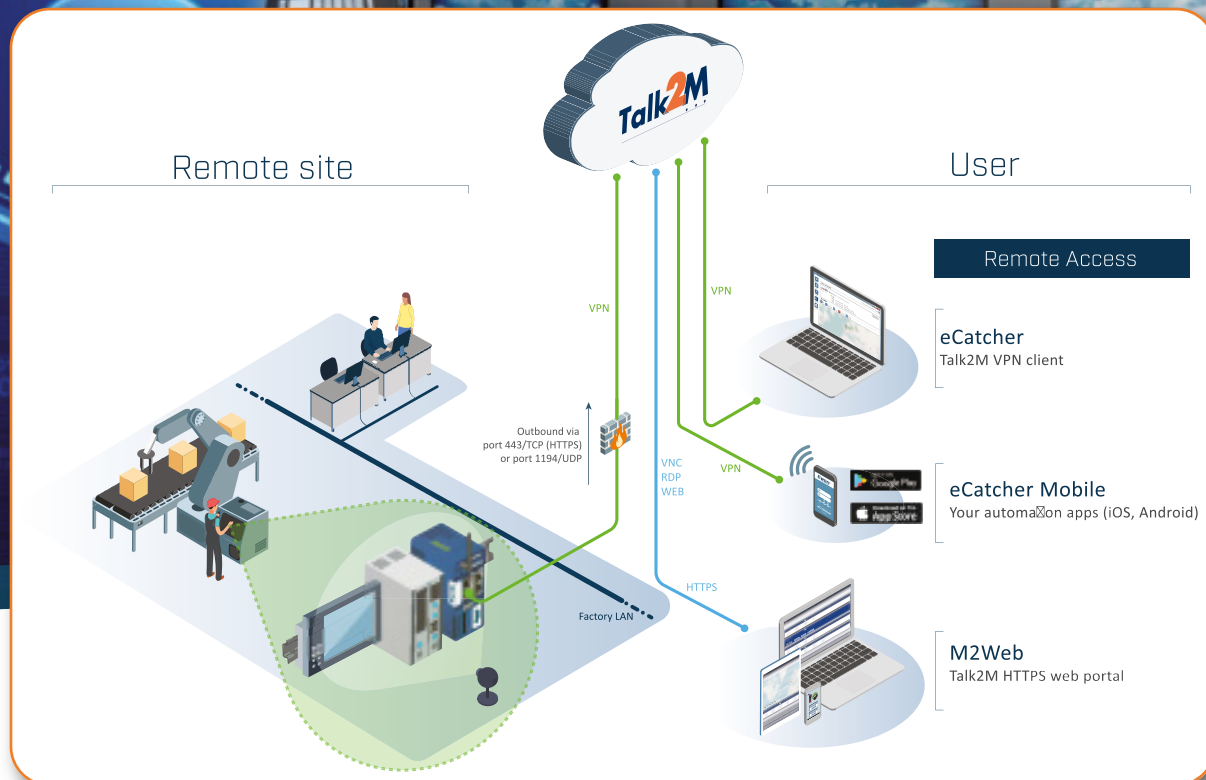 Talk2M
Remote site
User
Remote Access
VPN
VPN
eCatcher
Talk2M VPN client
Outbound via
port 443/TCP (HTTPS)
or port 1194/UDP
VNC
RDP
WEB
VPN
Google Play
App Store
eCatcher Mobile
Your automa☒on apps (iOS, Android)
HTTPS
Factory LAN
M2Web
Talk2M HTTPS web portal